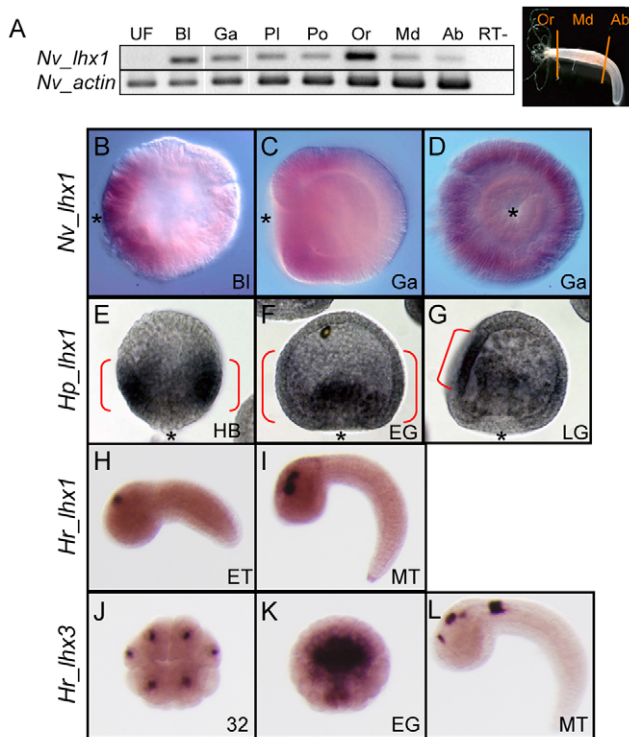 A
UF Bl Ga Pl Po Or Md Ab RT-
Nv_lhx1
Nv_actin
Or Md Ab
Nv_lhx1
B
*
Bl
C
*
Ga
D
*
Ga
Hp_lhx1
E
*
HB
F
*
EG
G
*
LG
Hr_lhx1
H
ET
I
MT
Hr_lhx3
J
32
K
EG
L
MT